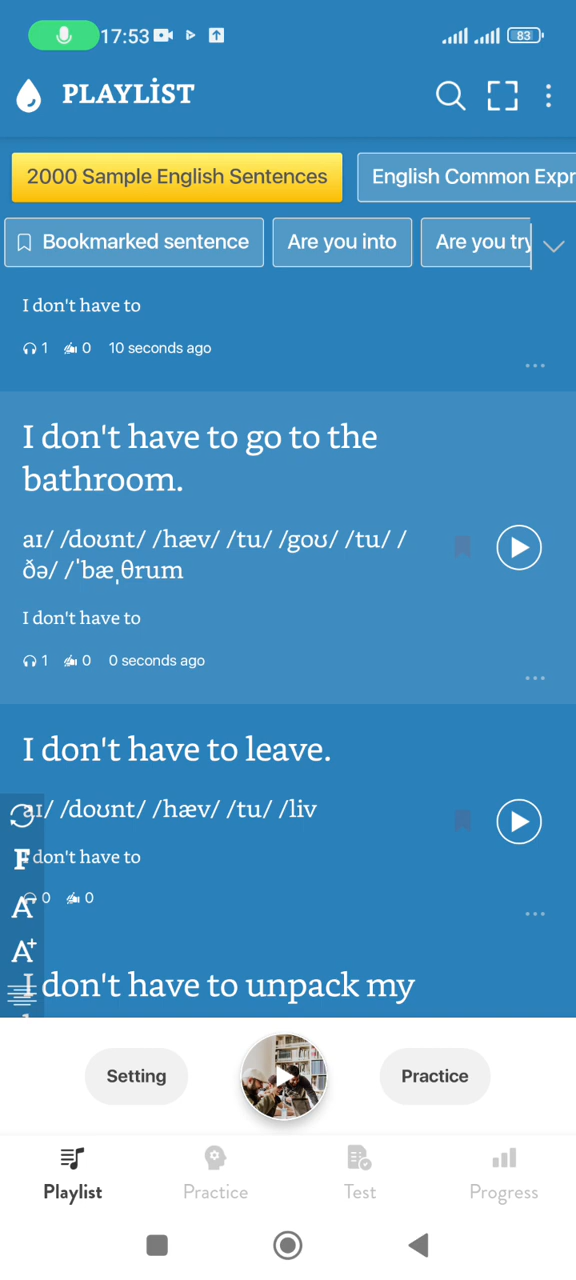 17:53
83
PLAYLİST
2000 Sample English Sentences
English Common Expr
Bookmarked sentence
Are you into
Are you try
I don't have to
1 0 10 seconds ago
I don't have to go to the
bathroom.
aɪ/ /doʊnt/ /hæv/ /tu/ /goʊ/ /tu/ /
ðə/ /ˈbæˌθrum
I don't have to
1 0 0 seconds ago
I don't have to leave.
aɪ/ /doʊnt/ /hæv/ /tu/ /liv
F
I don't have to
0 0
A
A+
I don't have to unpack my
Setting
Practice
Playlist
Practice
Test
Progress